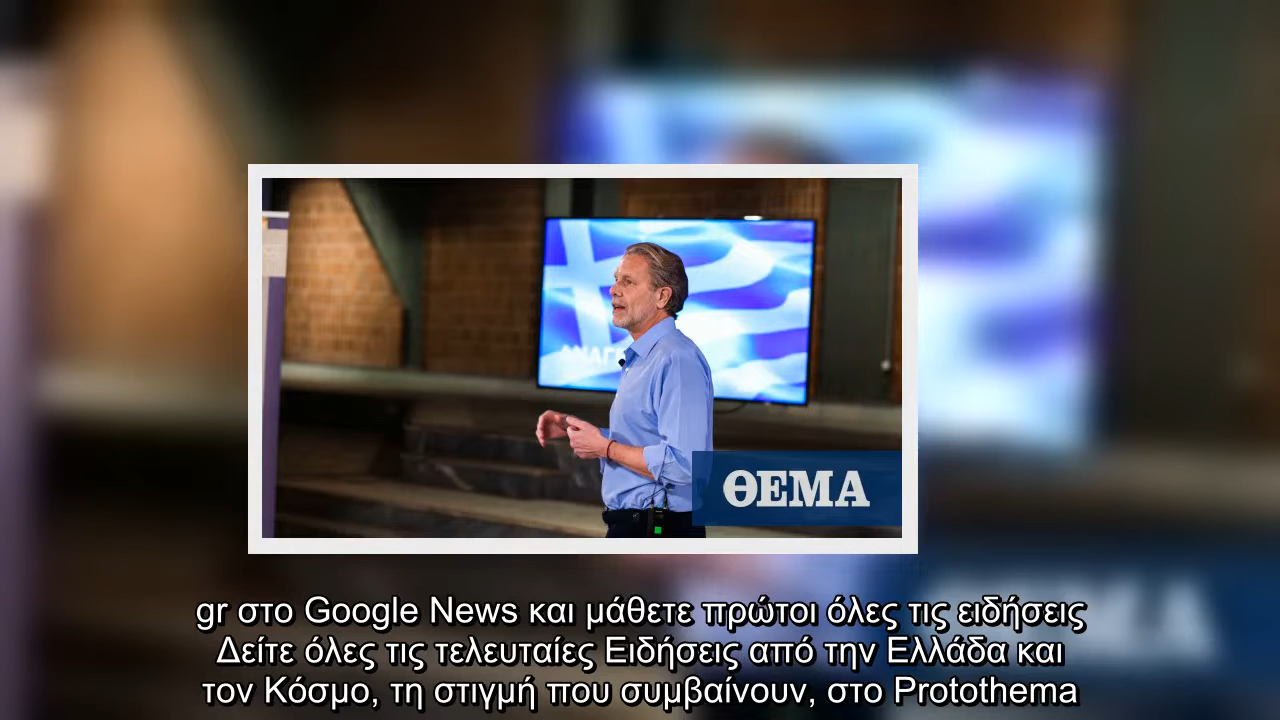 ΑΝΑΓΕ
ΘΕΜΑ
gr στο Google News και μάθετε πρώτοι όλες τις ειδήσεις
Δείτε όλες τις τελευταίες Ειδήσεις από την Ελλάδα και
τον Κόσμο, τη στιγμή που συμβαίνουν, στο Protothema